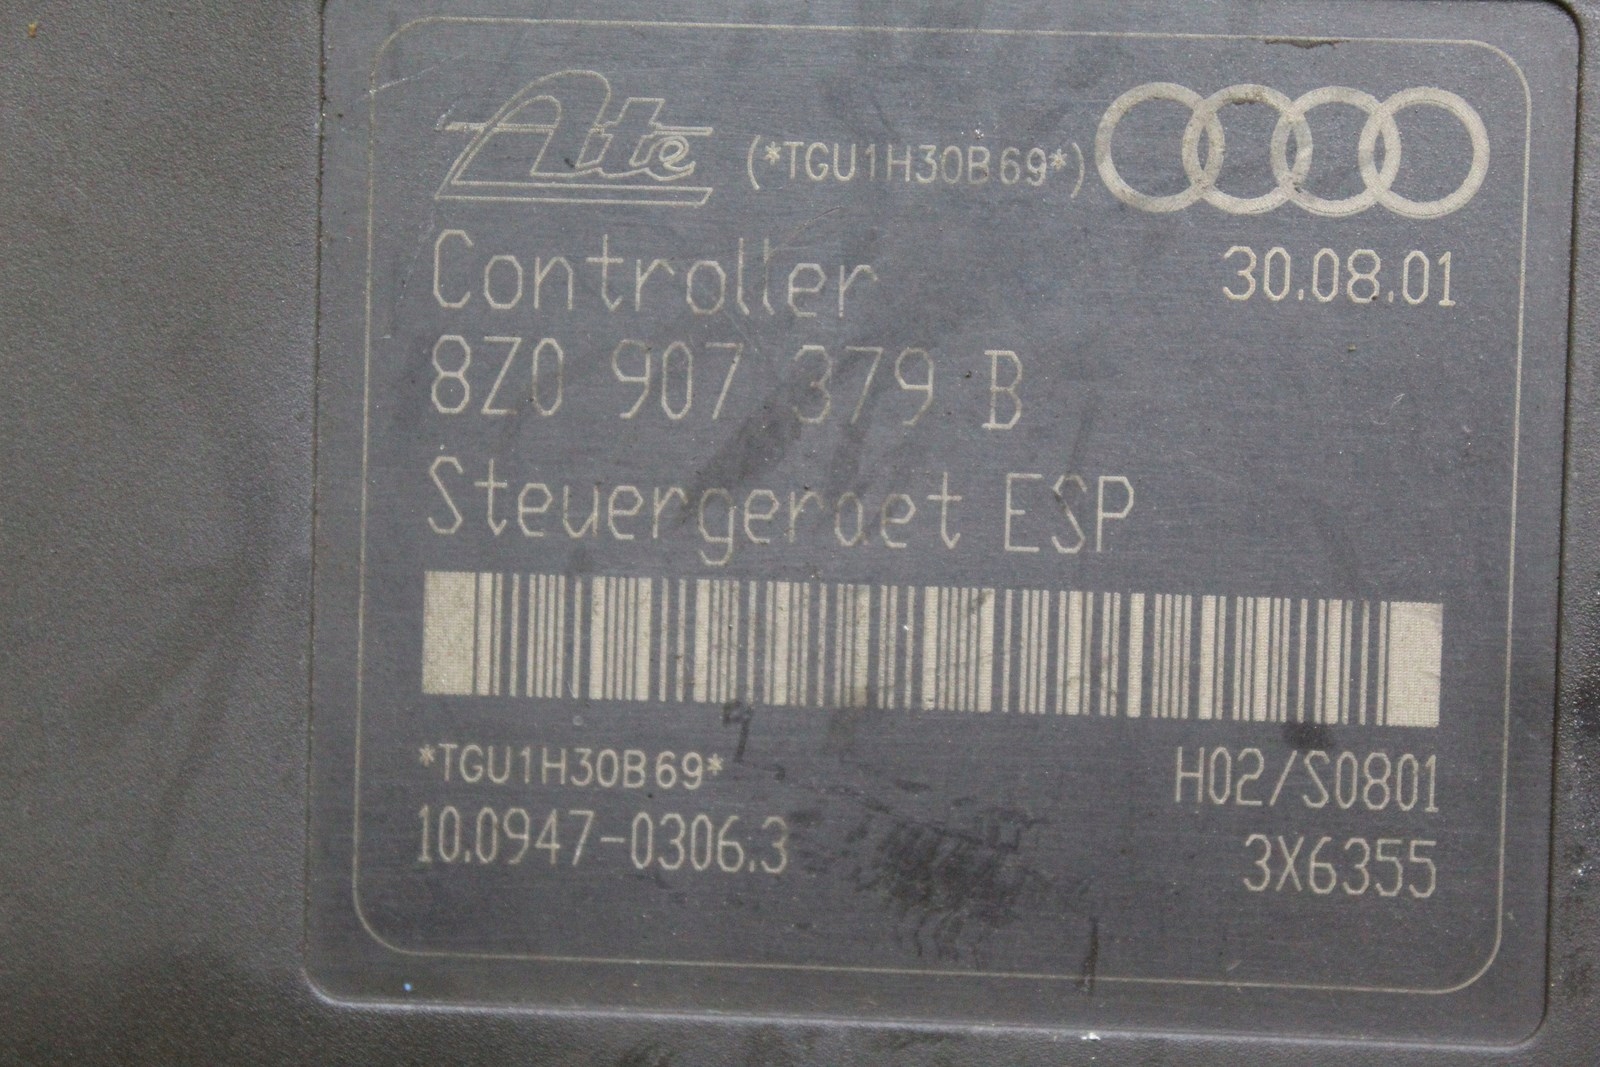 Ate (*TGU1H30B69*)
Controller 30.08.01
8Z0 907 379 B
Steuergeraet ESP
*TGU1H30B69* H02/S0801
10.0947-0306.3 3X6355